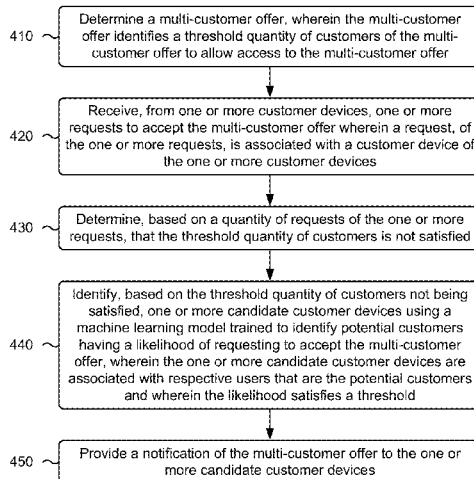 410
Determine a multi-customer offer, wherein the multi-customer
offer identifies a threshold quantity of customers of the multi-
customer offer to allow access to the multi-customer offer
420
Receive, from one or more customer devices, one or more
requests to accept the multi-customer offer wherein a request, of
the one or more requests, is associated with a customer device of
the one or more customer devices
430
Determine, based on a quantity of requests of the one or more
requests, that the threshold quantity of customers is not satisfied
440
Identify, based on the threshold quantity of customers not being
satisfied, one or more candidate customer devices using a
machine learning model trained to identify potential customers
having a likelihood of requesting to accept the multi-customer
offer, wherein the one or more candidate customer devices are
associated with respective users that are the potential customers
and wherein the likelihood satisfies a threshold
450
Provide a notification of the multi-customer offer to the one or
more candidate customer devices